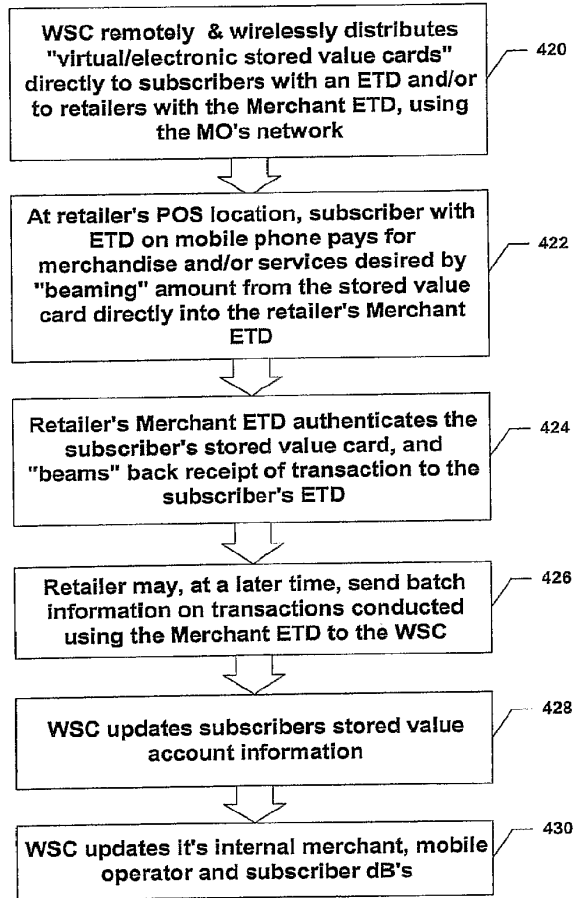 WSC remotely & wirelessly distributes
"virtual/electronic stored value cards"
directly to subscribers with an ETD and/or
to retailers with the Merchant ETD, using
the MO's network
420
At retailer's POS location, subscriber with
ETD on mobile phone pays for
merchandise and/or services desired by
"beaming" amount from the stored value
card directly into the retailer's Merchant
ETD
422
Retailer's Merchant ETD authenticates the
subscriber's stored value card, and
"beams" back receipt of transaction to the
subscriber's ETD
424
Retailer may, at a later time, send batch
information on transactions conducted
using the Merchant ETD to the WSC
426
WSC updates subscribers stored value
account information
428
WSC updates it's internal merchant, mobile
operator and subscriber dB's
430